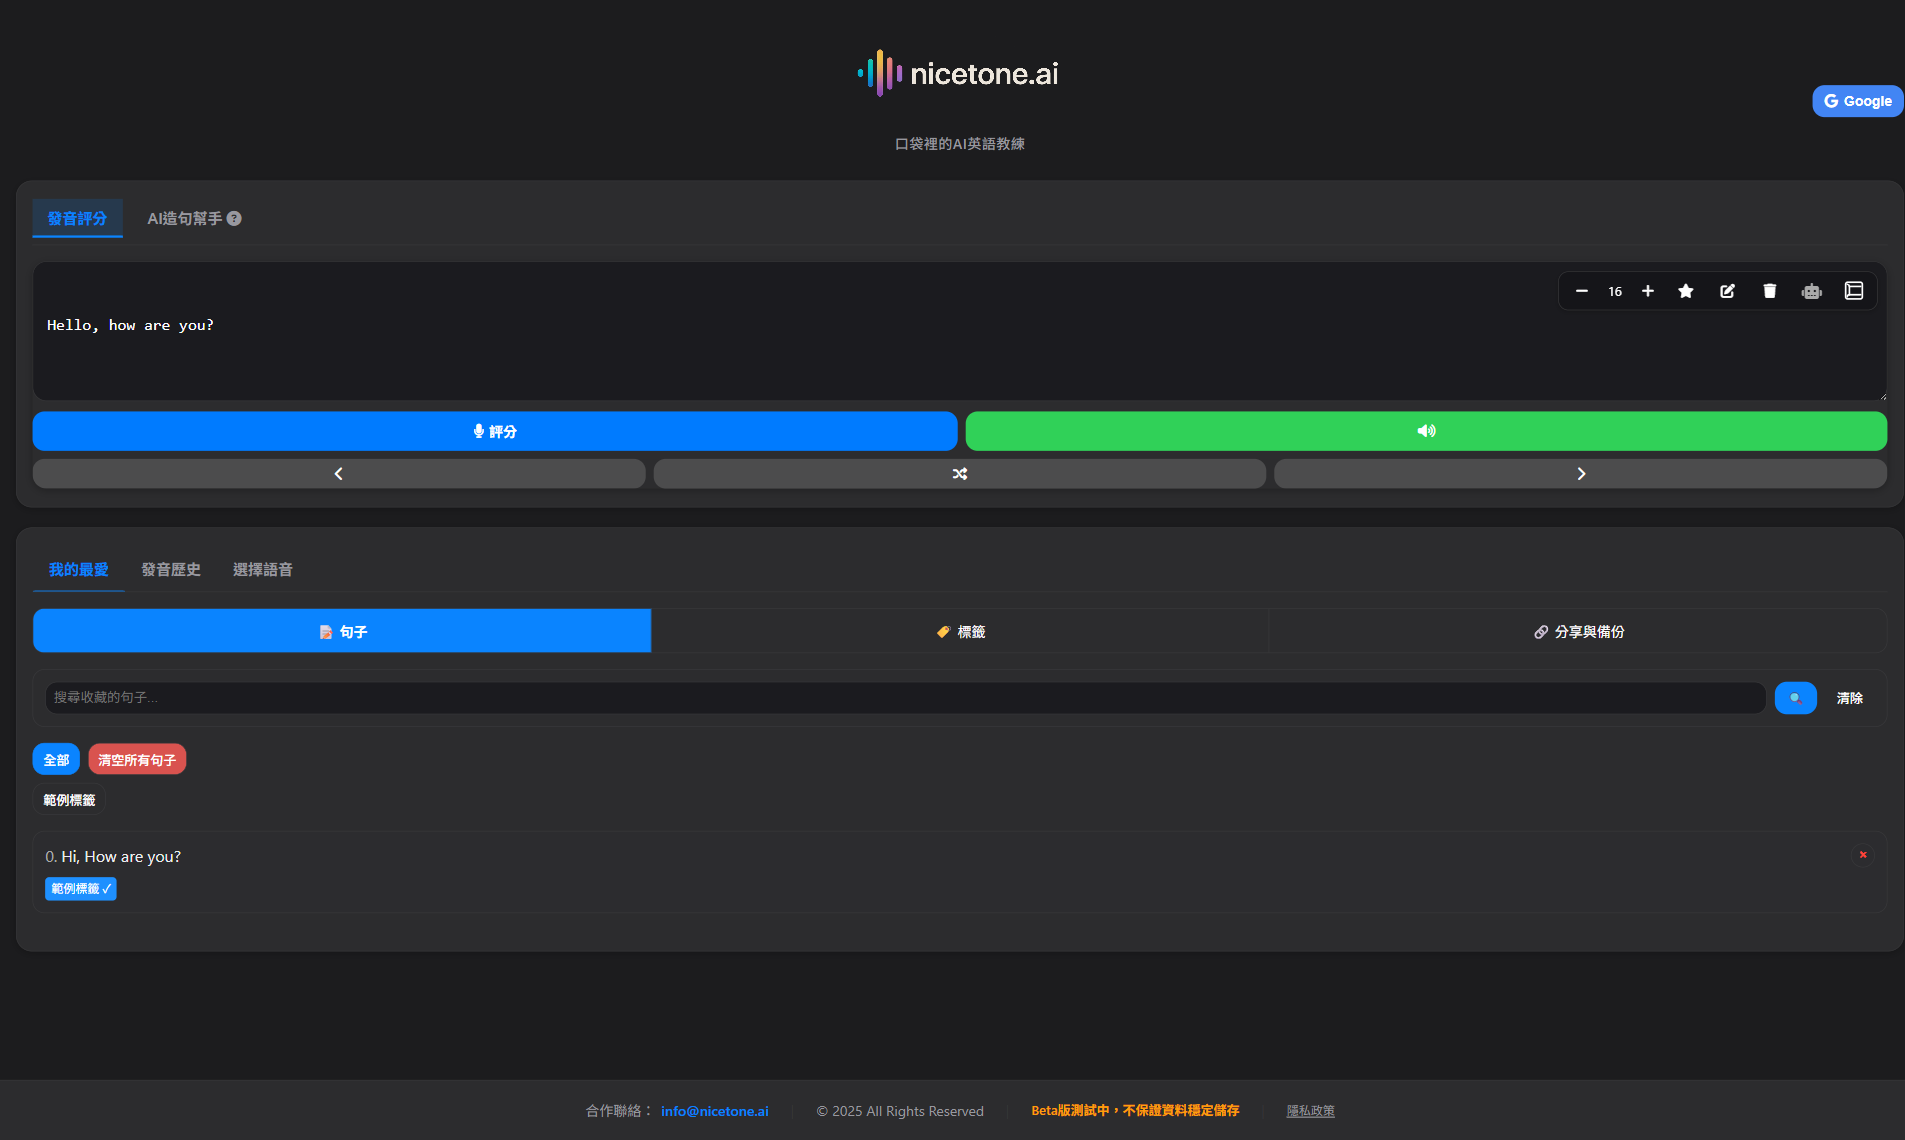 nicetone.ai
Google
口袋裡的AI英語教練
發音評分
AI造句幫手 ?
16
Hello, how are you?
評分
我的最愛
發音歷史
選擇語音
句子
標籤
分享與備份
搜尋收藏的句子...
清除
全部
清空所有句子
範例標籤
0. Hi, How are you?
範例標籤 ✓
合作聯絡：
info@nicetone.ai
© 2025 All Rights Reserved
Beta版測試中，不保證資料穩定儲存
隱私政策